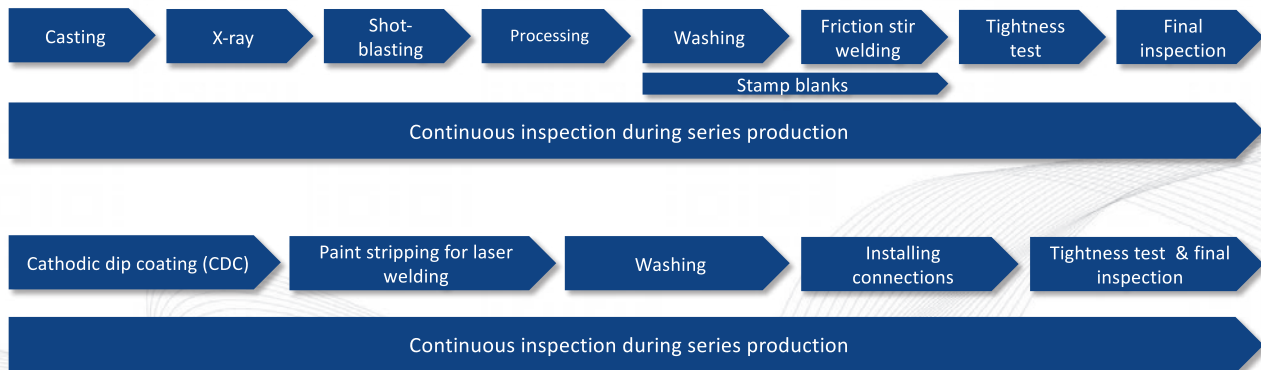 Casting
X-ray
Shot-
blasting
Processing
Washing
Friction stir
welding
Tightness
test
Final
inspection
Stamp blanks
Continuous inspection during series production
Cathodic dip coating (CDC)
Paint stripping for laser
welding
Washing
Installing
connections
Tightness test & final
inspection
Continuous inspection during series production